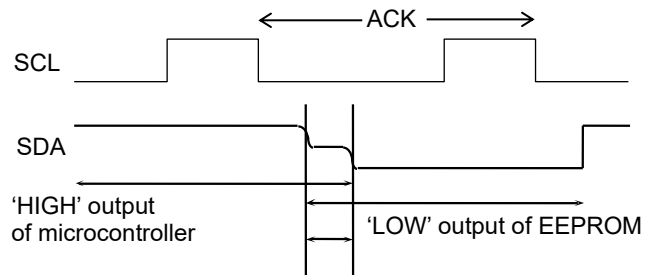 ACK
SCL
SDA
‘HIGH’ output
of microcontroller
‘LOW’ output of EEPROM